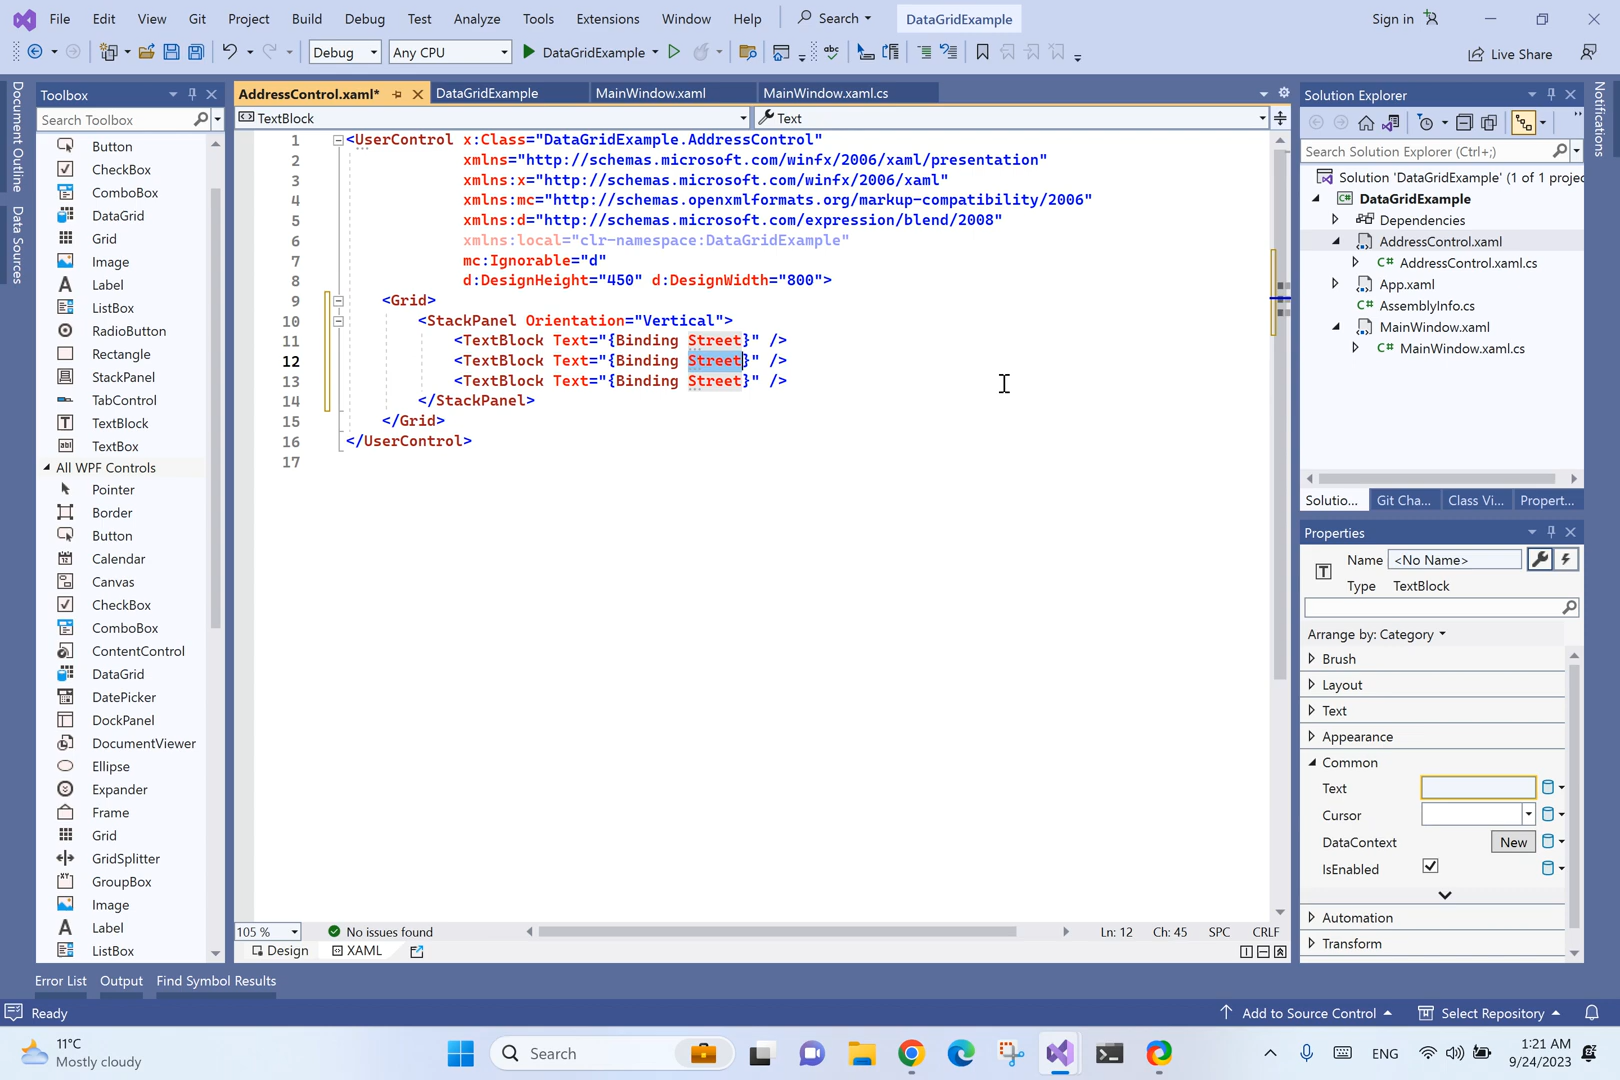 File Edit View Git Project Build Debug Test Analyze Tools Extensions Window Help Search DataGridExample Sign in
Debug Any CPU DataGridExample Live Share
Document Outline
Data Sources
Toolbox
Search Toolbox
Button
CheckBox
ComboBox
DataGrid
Grid
Image
Label
ListBox
RadioButton
Rectangle
StackPanel
TabControl
TextBlock
TextBox
All WPF Controls
Pointer
Border
Button
Calendar
Canvas
CheckBox
ComboBox
ContentControl
DataGrid
DatePicker
DockPanel
DocumentViewer
Ellipse
Expander
Frame
Grid
GridSplitter
GroupBox
Image
Label
ListBox
AddressControl.xaml* DataGridExample MainWindow.xaml MainWindow.xaml.cs
TextBlock Text
1 <UserControl x:Class="DataGridExample.AddressControl"
2 xmlns="http://schemas.microsoft.com/winfx/2006/xaml/presentation"
3 xmlns:x="http://schemas.microsoft.com/winfx/2006/xaml"
4 xmlns:mc="http://schemas.openxmlformats.org/markup-compatibility/2006"
5 xmlns:d="http://schemas.microsoft.com/expression/blend/2008"
6 xmlns:local="clr-namespace:DataGridExample"
7 mc:Ignorable="d"
8 d:DesignHeight="450" d:DesignWidth="800">
9 <Grid>
10 <StackPanel Orientation="Vertical">
11 <TextBlock Text="{Binding Street}" />
12 <TextBlock Text="{Binding Street}" />
13 <TextBlock Text="{Binding Street}" />
14 </StackPanel>
15 </Grid>
16 </UserControl>
17
105 % No issues found Ln: 12 Ch: 45 SPC CRLF
Design XAML
Solution Explorer
Search Solution Explorer (Ctrl+;)
Solution 'DataGridExample' (1 of 1 projec
DataGridExample
Dependencies
AddressControl.xaml
AddressControl.xaml.cs
App.xaml
AssemblyInfo.cs
MainWindow.xaml
MainWindow.xaml.cs
Solutio... Git Cha... Class Vi... Propert...
Properties
Name <No Name>
Type TextBlock
Arrange by: Category
Brush
Layout
Text
Appearance
Common
Text
Cursor
DataContext New
IsEnabled
Automation
Transform
Notifications
Error List Output Find Symbol Results
Ready Add to Source Control Select Repository
11°C
Mostly cloudy
Search
ENG
1:21 AM
9/24/2023